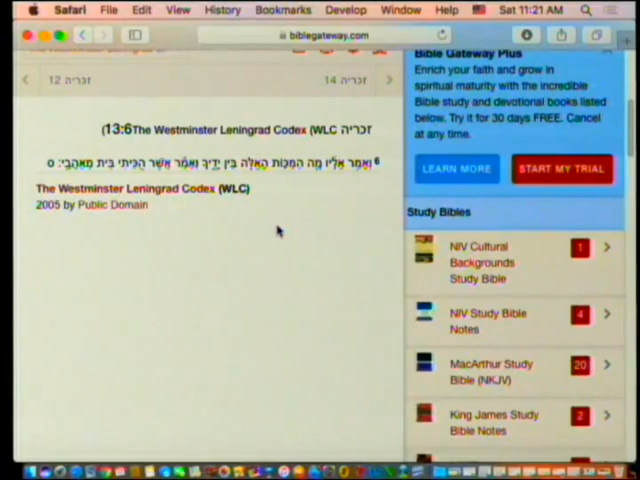 Safari File Edit View History Bookmarks Develop Window Help Sat 11:21 AM
biblegateway.com
זכריה 12
זכריה 14
זכריה 13:6 The Westminster Leningrad Codex (WLC)
6 וְאָמַר אֵלָיו מָה הַמַּכּוֹת הָאֵלֶּה בֵּין יָדֶיךָ וְאָמַר אֲשֶׁר הֻכֵּיתִי בֵּית מְאַהֲבָי׃ ס
The Westminster Leningrad Codex (WLC)
2005 by Public Domain
Bible Gateway Plus
Enrich your faith and grow in
spiritual maturity with the incredible
Bible study and devotional books listed
below. Try it for 30 days FREE. Cancel
at any time.
LEARN MORE
START MY TRIAL
Study Bibles
NIV Cultural
Backgrounds
Study Bible
1
NIV Study Bible
Notes
4
MacArthur Study
Bible (NKJV)
20
King James Study
Bible Notes
2